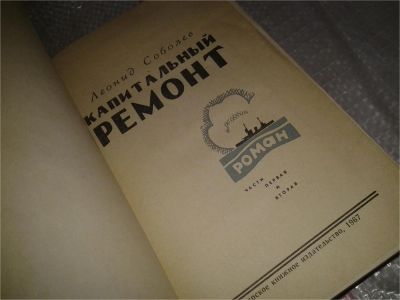 Леонид Соболев
КАПИТАЛЬНЫЙ
РЕМОНТ
роман
ЧАСТИ
ПЕРВАЯ
И
ВТОРАЯ
книжное издательство, 1967